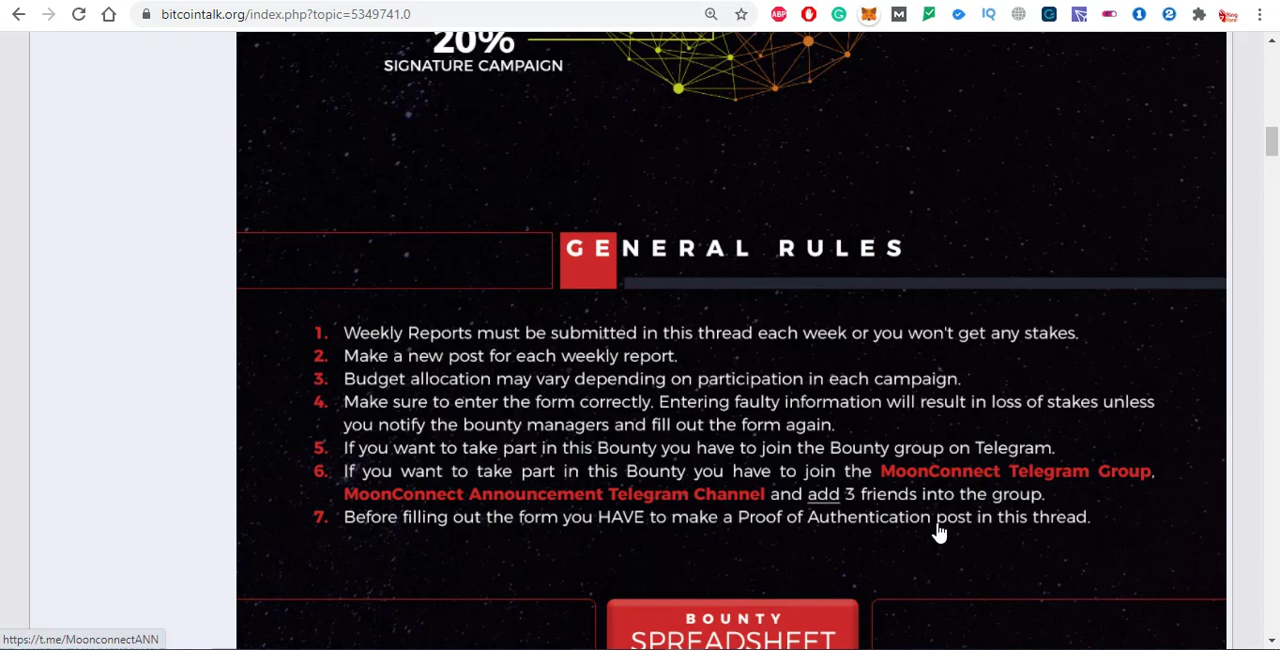 bitcointalk.org/index.php?topic=5349741.0
20%
SIGNATURE CAMPAIGN
GENERAL RULES
1. Weekly Reports must be submitted in this thread each week or you won't get any stakes.
2. Make a new post for each weekly report.
3. Budget allocation may vary depending on participation in each campaign.
4. Make sure to enter the form correctly. Entering faulty information will result in loss of stakes unless
you notify the bounty managers and fill out the form again.
5. If you want to take part in this Bounty you have to join the Bounty group on Telegram.
6. If you want to take part in this Bounty you have to join the MoonConnect Telegram Group,
MoonConnect Announcement Telegram Channel and add 3 friends into the group.
7. Before filling out the form you HAVE to make a Proof of Authentication post in this thread.
BOUNTY
SPREADSHEET
https://t.me/MoonconnectANN